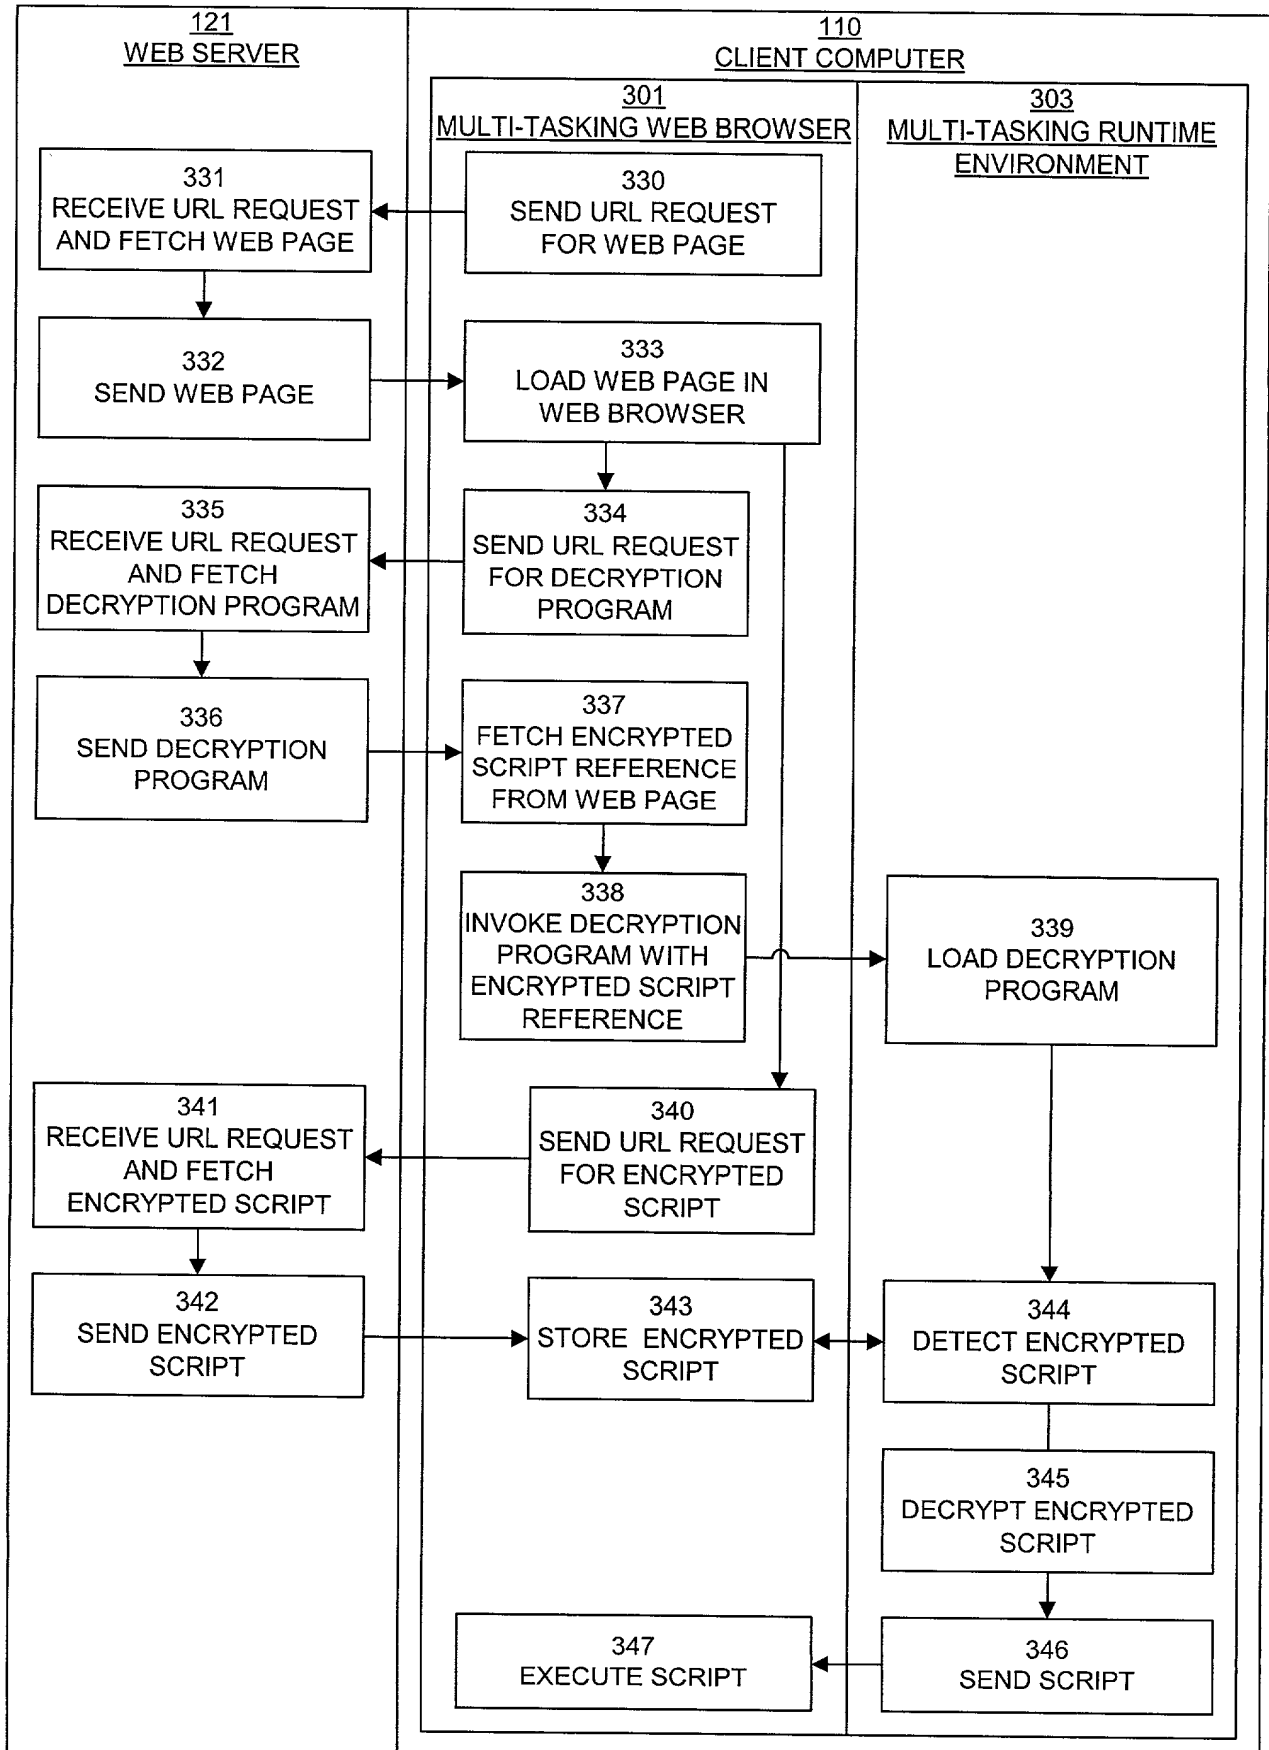 121
WEB SERVER
110
CLIENT COMPUTER
301
MULTI-TASKING WEB BROWSER
303
MULTI-TASKING RUNTIME
ENVIRONMENT
331
RECEIVE URL REQUEST
AND FETCH WEB PAGE
330
SEND URL REQUEST
FOR WEB PAGE
332
SEND WEB PAGE
333
LOAD WEB PAGE IN
WEB BROWSER
335
RECEIVE URL REQUEST
AND FETCH
DECRYPTION PROGRAM
334
SEND URL REQUEST
FOR DECRYPTION
PROGRAM
336
SEND DECRYPTION
PROGRAM
337
FETCH ENCRYPTED
SCRIPT REFERENCE
FROM WEB PAGE
338
INVOKE DECRYPTION
PROGRAM WITH
ENCRYPTED SCRIPT
REFERENCE
339
LOAD DECRYPTION
PROGRAM
341
RECEIVE URL REQUEST
AND FETCH
ENCRYPTED SCRIPT
340
SEND URL REQUEST
FOR ENCRYPTED
SCRIPT
342
SEND ENCRYPTED
SCRIPT
343
STORE ENCRYPTED
SCRIPT
344
DETECT ENCRYPTED
SCRIPT
345
DECRYPT ENCRYPTED
SCRIPT
347
EXECUTE SCRIPT
346
SEND SCRIPT